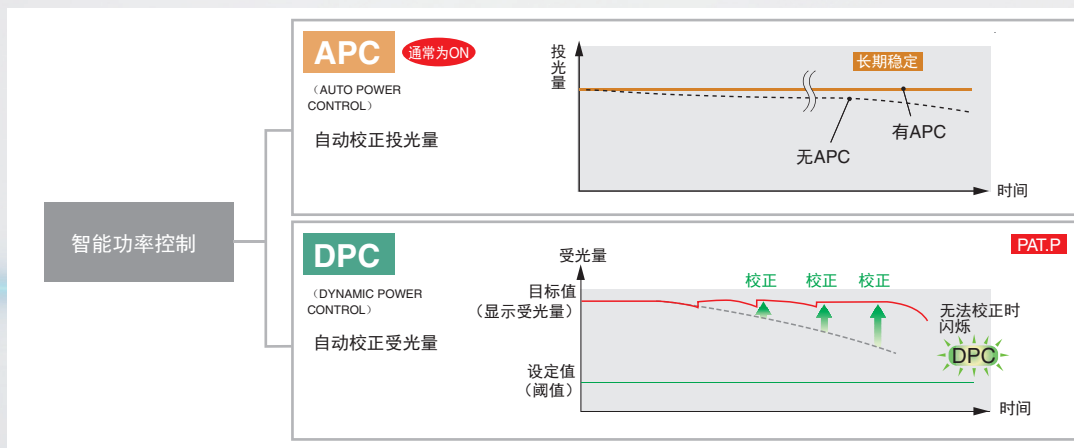 智能功率控制
APC
通常为ON
（AUTO POWER
CONTROL）
自动校正投光量
投光量
长期稳定
有APC
无APC
时间
DPC
（DYNAMIC POWER
CONTROL）
自动校正受光量
PAT.P
受光量
目标值
（显示受光量）
校正
校正
校正
无法校正时
闪烁
DPC
设定值
（阈值）
时间